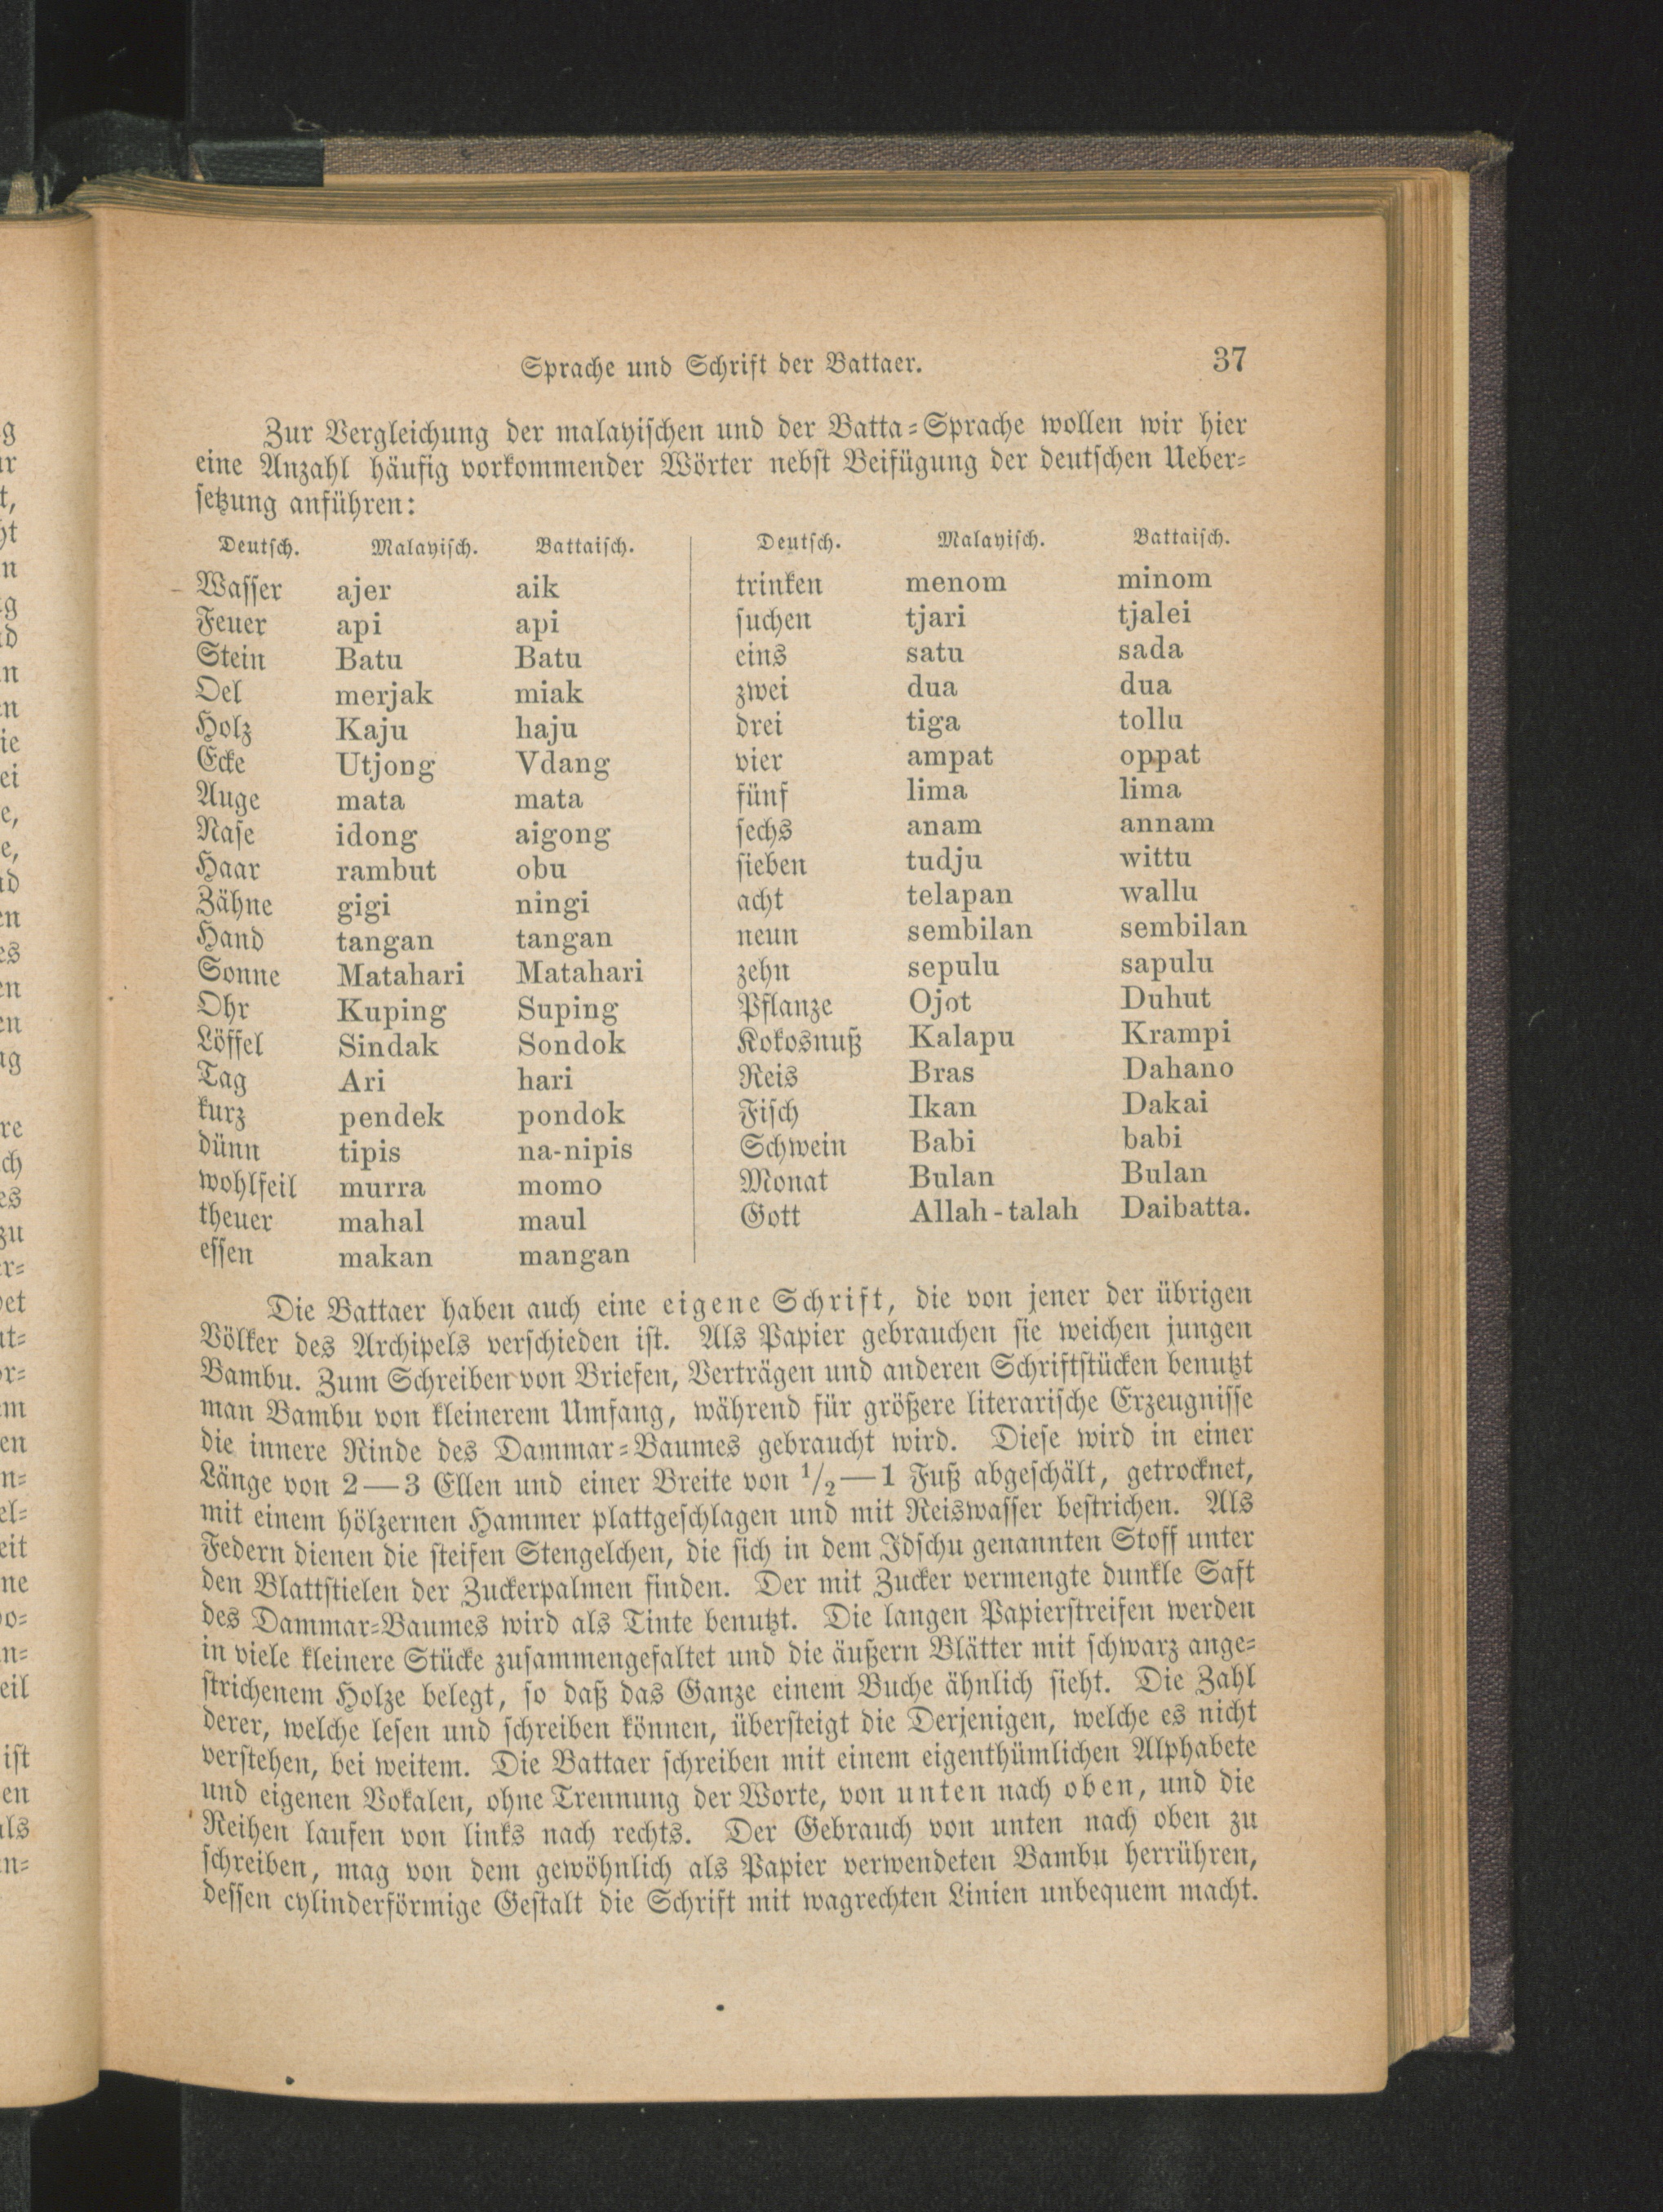 Sprache und Schrift der Battaer. 37
Zur Vergleichung der malayischen und der Batta-Sprache wollen wir hier
eine Anzahl häufig vorkommender Wörter nebst Beifügung der deutschen Ueber-
setzung anführen:
Deutsch. Malayisch. Battaisch.
Wasser ajer aik
Feuer api api
Stein Batu Batu
Oel merjak miak
Holz Kaju haju
Ecke Utjong Vdang
Auge mata mata
Nase idong aigong
Haar rambut obu
Zähne gigi ningi
Hand tangan tangan
Sonne Matahari Matahari
Ohr Kuping Suping
Löffel Sindak Sondok
Tag Ari hari
kurz pendek pondok
dünn tipis na-nipis
wohlfeil murra momo
theuer mahal maul
essen makan mangan
Deutsch. Malayisch. Battaisch.
trinken menom minom
suchen tjari tjalei
eins satu sada
zwei dua dua
drei tiga tollu
vier ampat oppat
fünf lima lima
sechs anam annam
sieben tudju wittu
acht telapan wallu
neun sembilan sembilan
zehn sepulu sapulu
Pflanze Ojot Duhut
Kokosnuß Kalapu Krampi
Reis Bras Dahano
Fisch Ikan Dakai
Schwein Babi babi
Monat Bulan Bulan
Gott Allah-talah Daibatta.
Die Battaer haben auch eine eigene Schrift, die von jener der übrigen
Völker des Archipels verschieden ist. Als Papier gebrauchen sie weichen jungen
Bambu. Zum Schreiben von Briefen, Verträgen und anderen Schriftstücken benutzt
man Bambu von kleinerem Umfang, während für größere literarische Erzeugnisse
die innere Rinde des Dammar-Baumes gebraucht wird. Diese wird in einer
Länge von 2—3 Ellen und einer Breite von 1/2—1 Fuß abgeschält, getrocknet,
mit einem hölzernen Hammer plattgeschlagen und mit Reiswasser bestrichen. Als
Federn dienen die steifen Stengelchen, die sich in dem Idschu genannten Stoff unter
den Blattstielen der Zuckerpalmen finden. Der mit Zucker vermengte dunkle Saft
des Dammar-Baumes wird als Tinte benutzt. Die langen Papierstreifen werden
in viele kleinere Stücke zusammengefaltet und die äußern Blätter mit schwarz ange-
strichenem Holze belegt, so daß das Ganze einem Buche ähnlich sieht. Die Zahl
derer, welche lesen und schreiben können, übersteigt die Derjenigen, welche es nicht
verstehen, bei weitem. Die Battaer schreiben mit einem eigenthümlichen Alphabete
und eigenen Vokalen, ohne Trennung der Worte, von unten nach oben, und die
Reihen laufen von links nach rechts. Der Gebrauch von unten nach oben zu
schreiben, mag von dem gewöhnlich als Papier verwendeten Bambu herrühren,
dessen cylinderförmige Gestalt die Schrift mit wagrechten Linien unbequem macht.